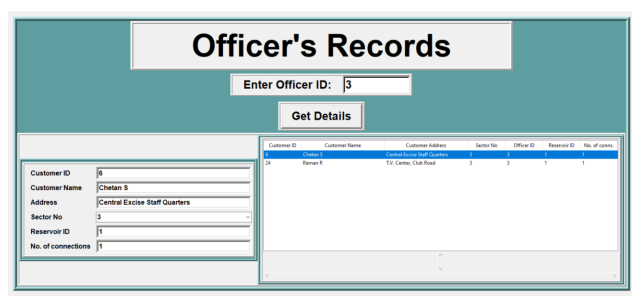 Officer's Records
Enter Officer ID: 3
Get Details
Customer ID 6
Customer Name Chetan S
Address Central Excise Staff Quarters
Sector No 3
Reservoir ID 1
No. of connections 1
Customer ID Customer Name Customer Address Sector No Officer ID Reservoir ID No. of conns.
6 Chetan S Central Excise Staff Quarters 3 3 1 1
24 Raman R T.V. Center, Club Road 3 3 1 1